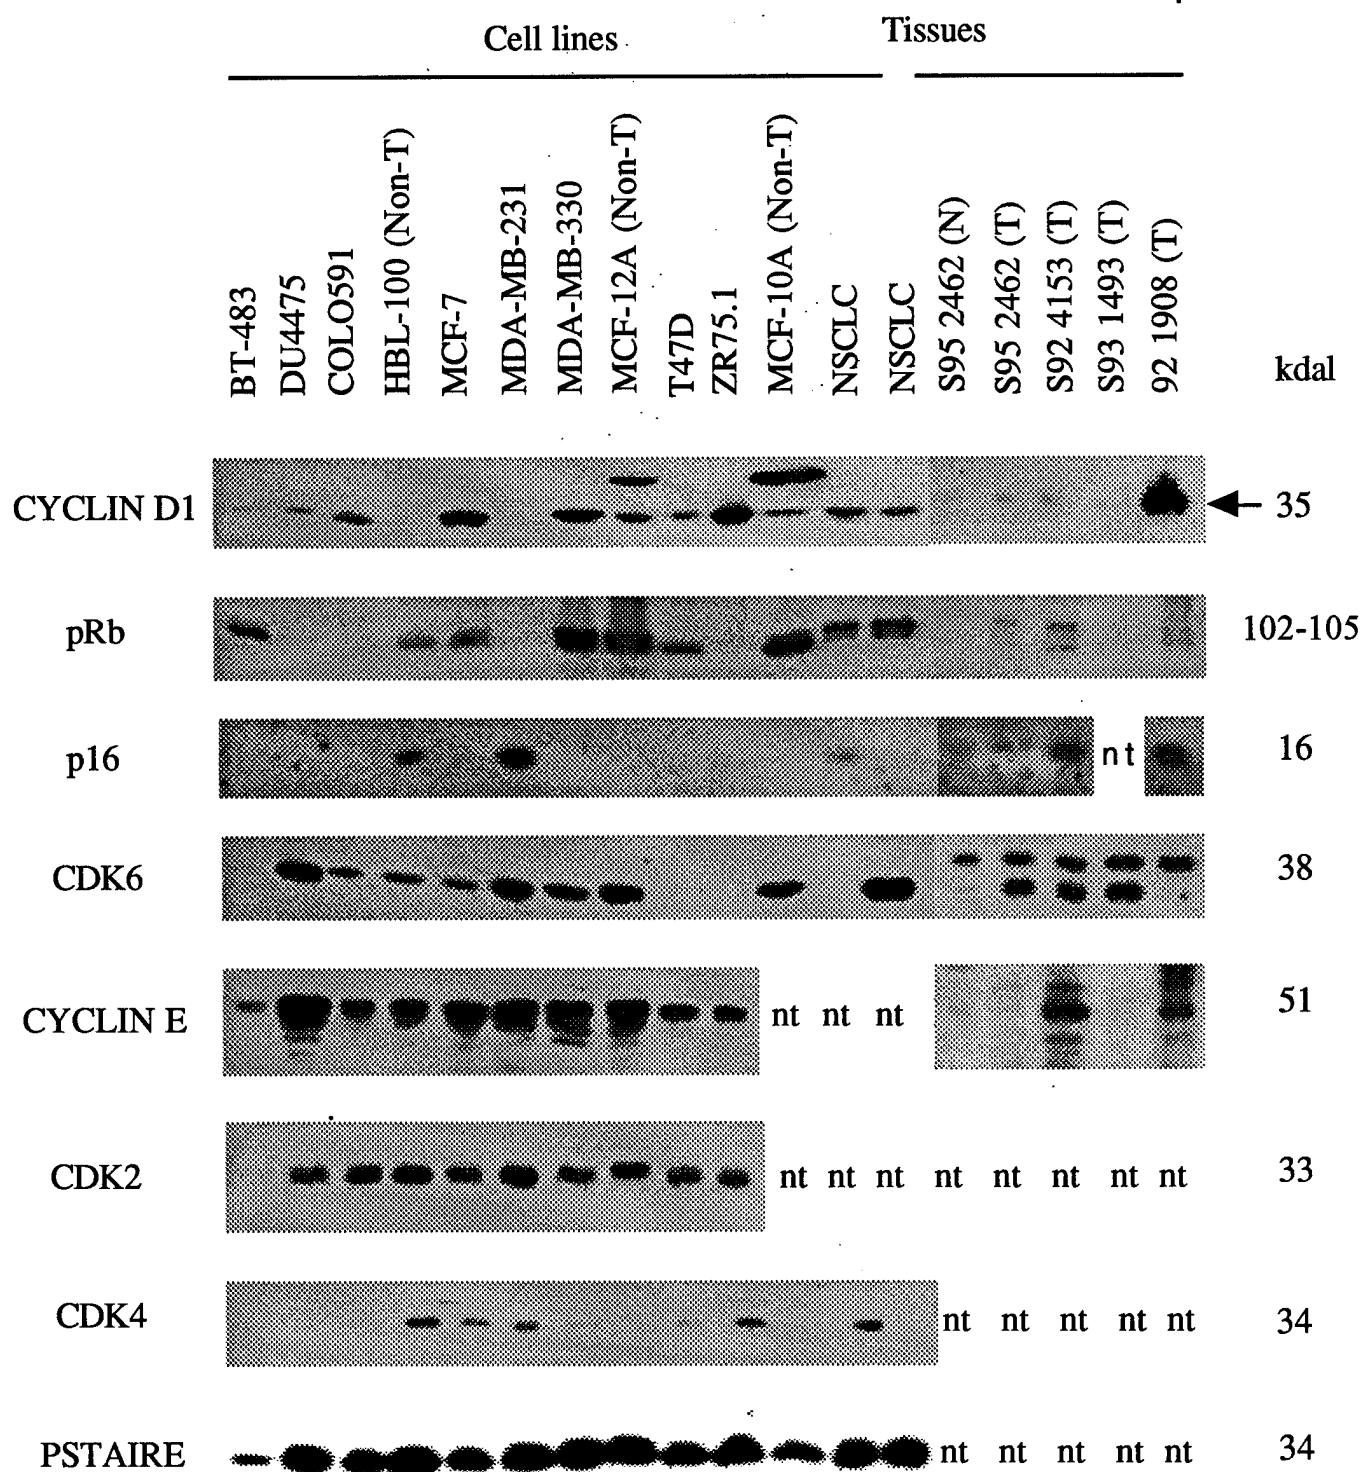 Cell lines
Tissues
BT-483
DU4475
COLO591
HBL-100 (Non-T)
MCF-7
MDA-MB-231
MDA-MB-330
MCF-12A (Non-T)
T47D
ZR75.1
MCF-10A (Non-T)
NSCLC
NSCLC
S95 2462 (N)
S95 2462 (T)
S92 4153 (T)
S93 1493 (T)
92 1908 (T)
kdal
CYCLIN D1 35
pRb 102-105
p16 nt 16
CDK6 38
CYCLIN E nt nt nt 51
CDK2 nt nt nt nt nt nt nt nt 33
CDK4 nt nt nt nt nt 34
PSTAIRE nt nt nt nt nt 34